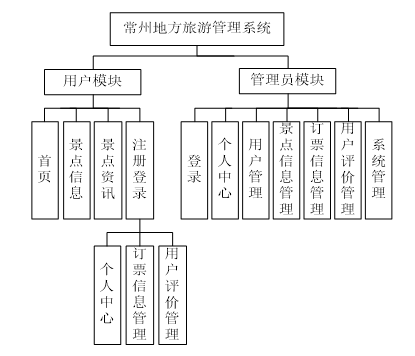 常州地方旅游管理系统
用户模块
管理员模块
首页
景点信息
景点资讯
注册登录
登录
个人中心
用户管理
景点信息管理
订票信息管理
用户评价管理
系统管理
个人中心
订票信息管理
用户评价管理